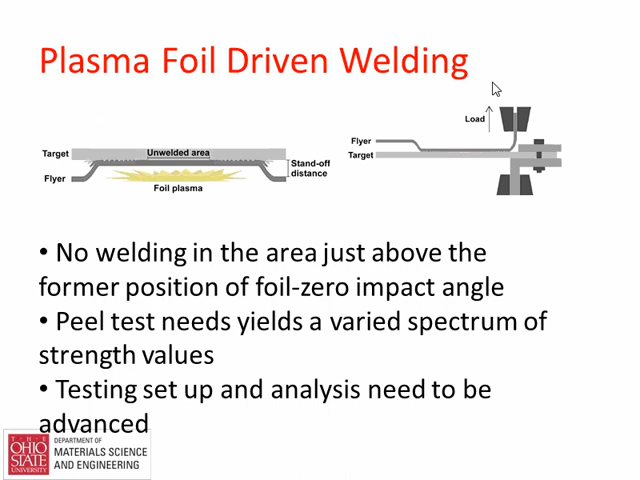 Plasma Foil Driven Welding
Load
Target
Unwelded area
Stand-off
distance
Flyer
Foil plasma
Flyer
Target
• No welding in the area just above the
former position of foil-zero impact angle
• Peel test needs yields a varied spectrum of
strength values
• Testing set up and analysis need to be
advanced
T·H·E
OHIO
STATE
UNIVERSITY
DEPARTMENT OF
MATERIALS SCIENCE
AND ENGINEERING